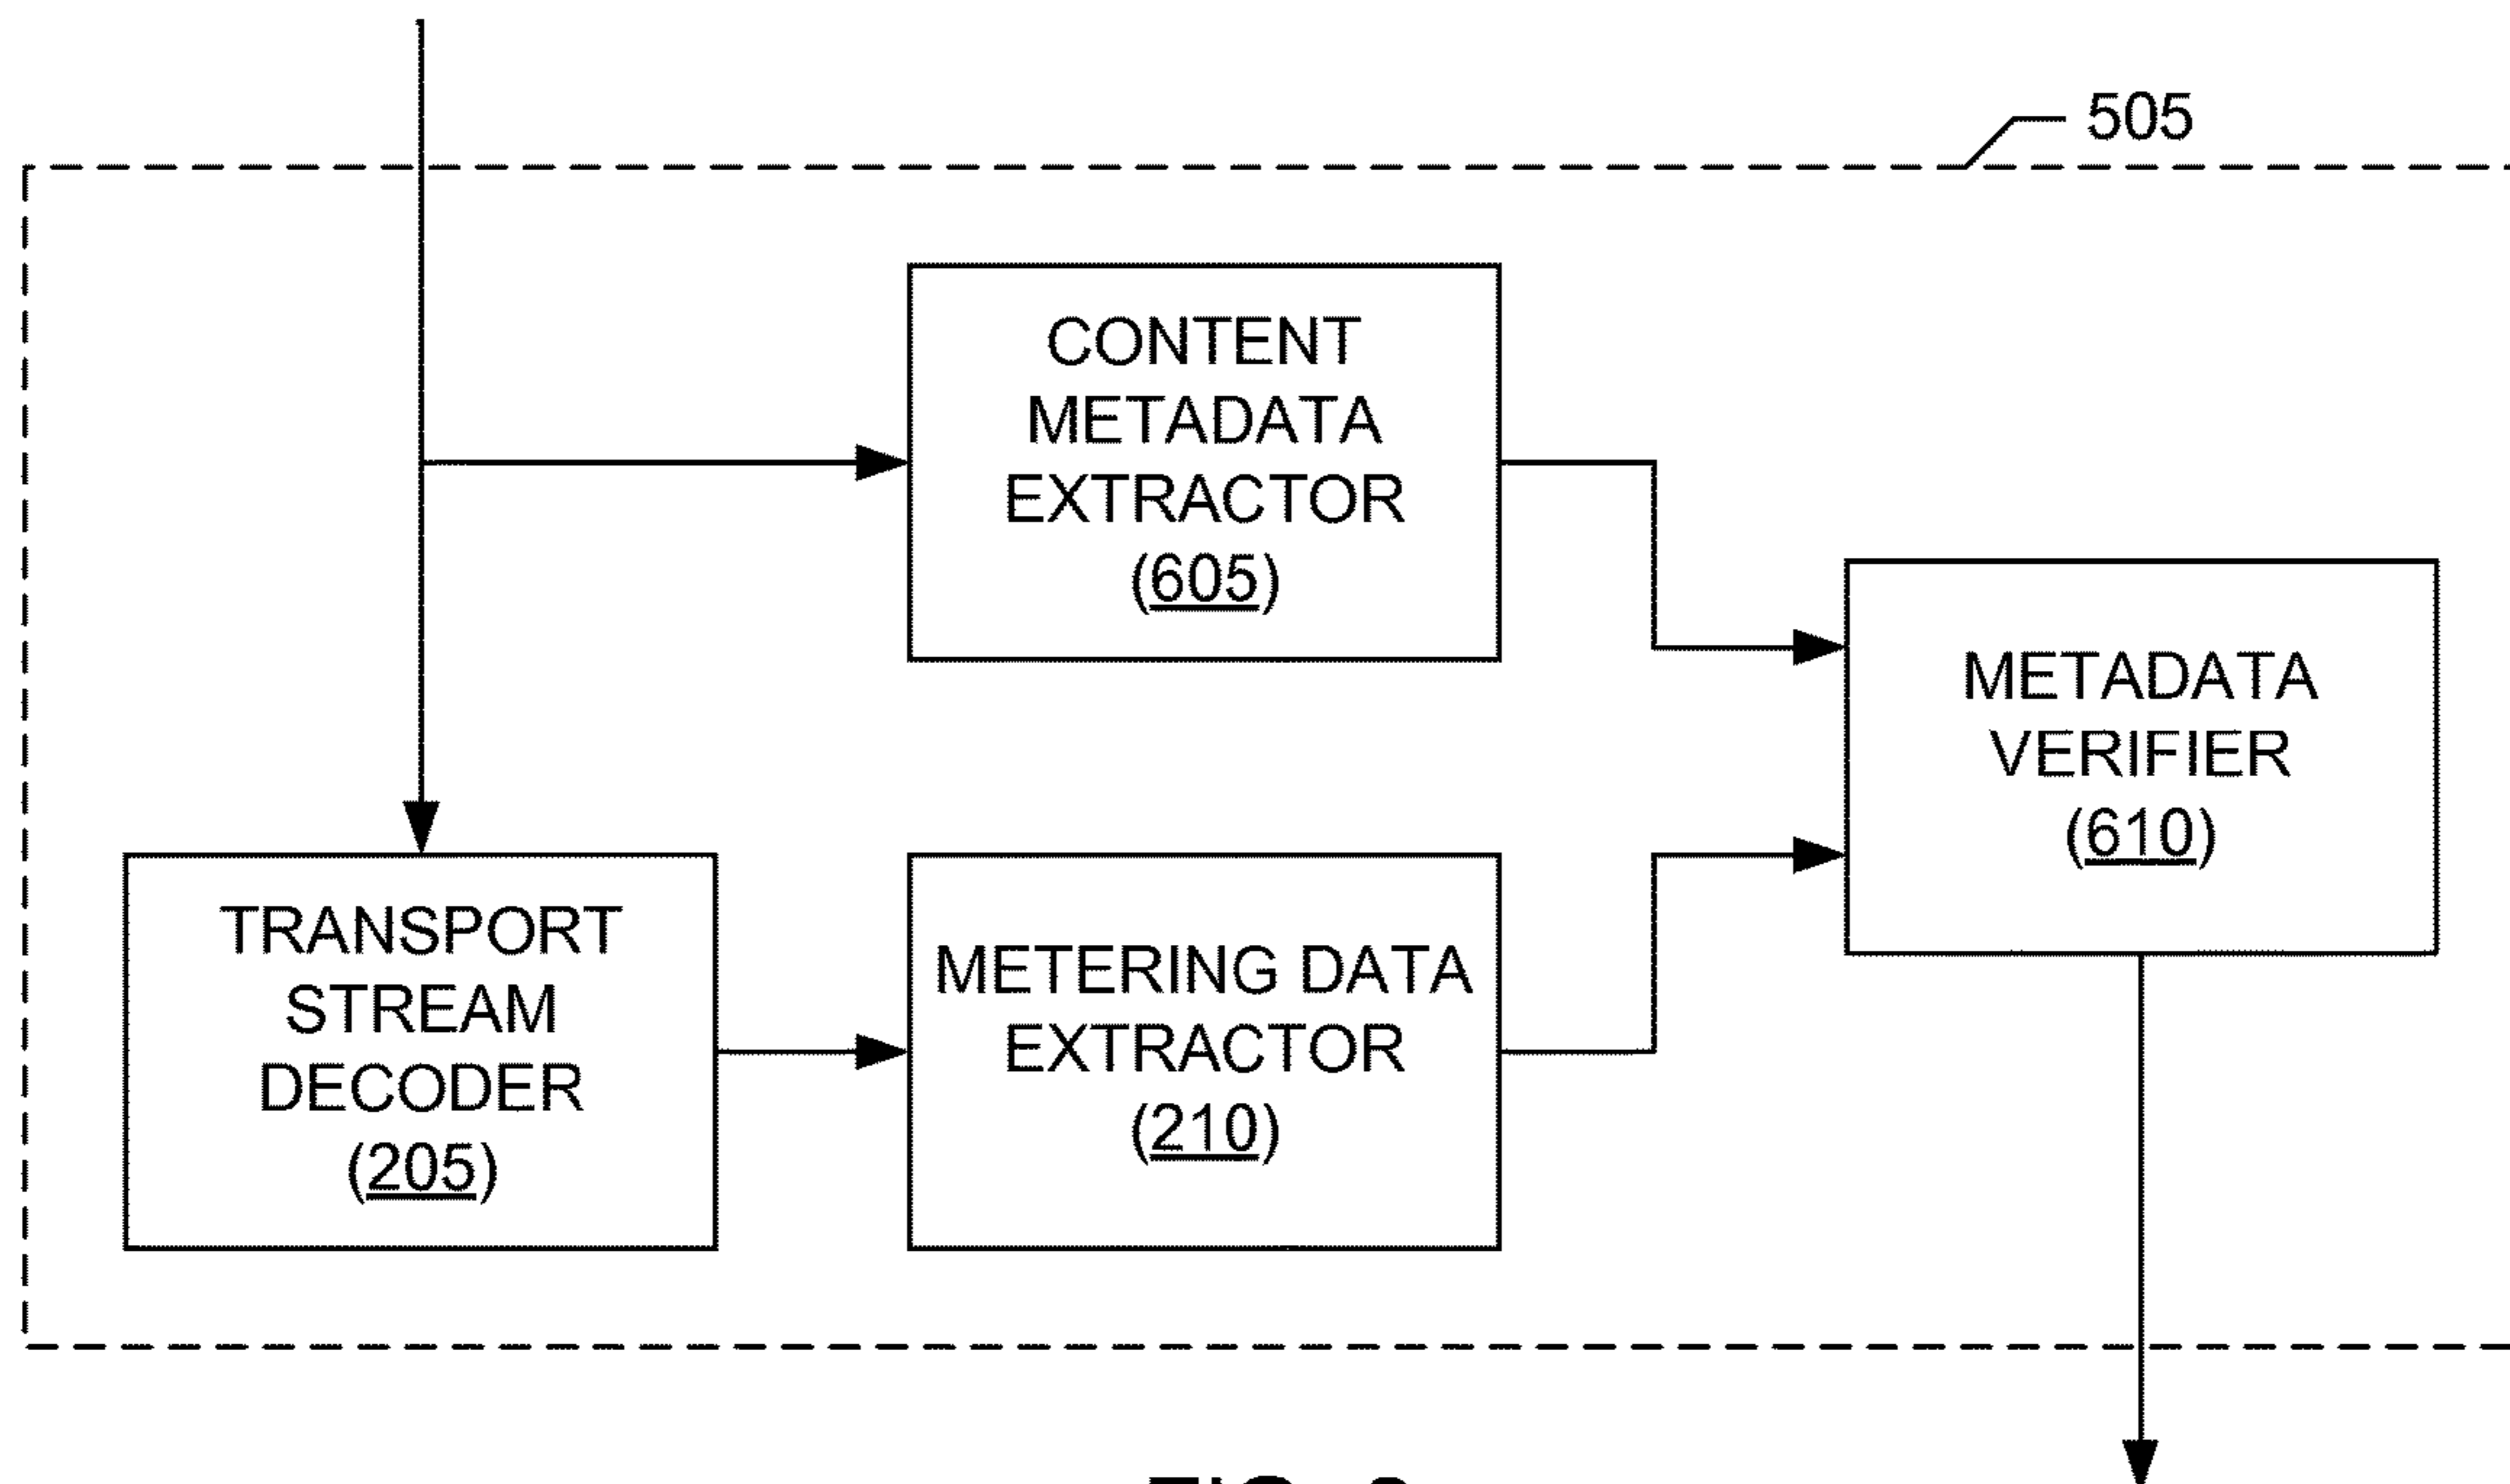 505
CONTENT
METADATA
EXTRACTOR
(605)
METADATA
VERIFIER
(610)
TRANSPORT
STREAM
DECODER
(205)
METERING DATA
EXTRACTOR
(210)